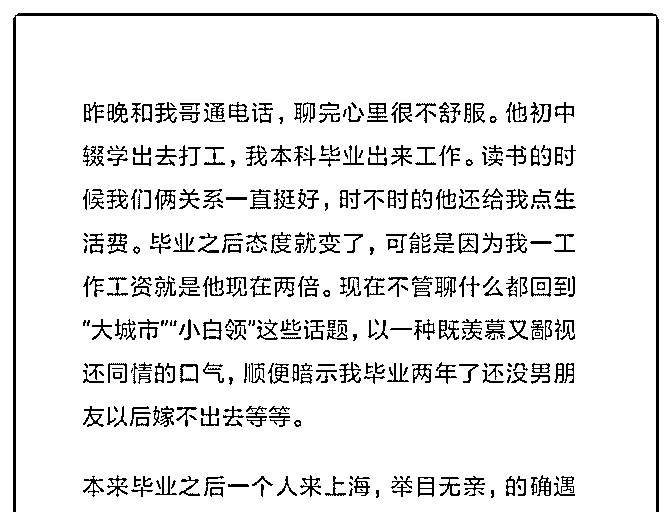 昨晚和我哥通电话，聊完心里很不舒服。他初中
辍学出去打工，我本科毕业出来工作。读书的时
候我们俩关系一直挺好，时不时的他还给我点生
活费。毕业之后态度就变了，可能是因为我一工
作工资就是他现在两倍。现在不管聊什么都回到
“大城市”“小白领”这些话题，以一种既羡慕又鄙视
还同情的口气，顺便暗示我毕业两年了还没男朋
友以后嫁不出去等等。
本来毕业之后一个人来上海，举目无亲，的确遇